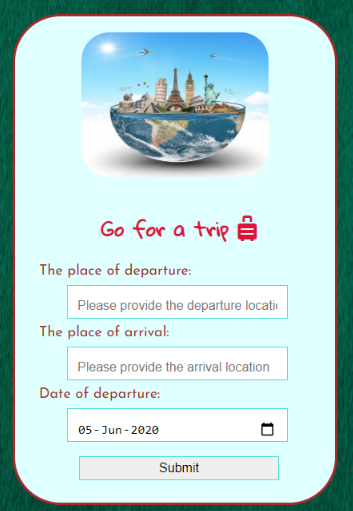 Go for a trip
The place of departure:
Please provide the departure locatio
The place of arrival:
Please provide the arrival location
Date of departure:
05-Jun-2020
Submit